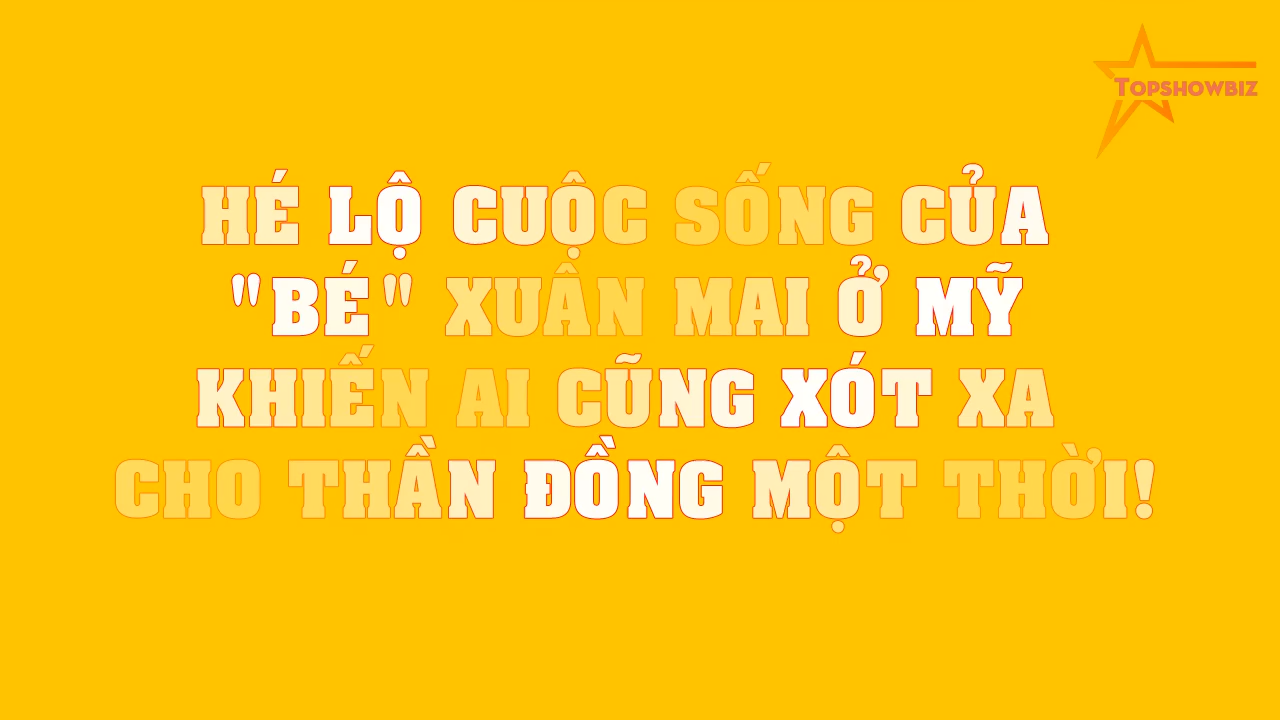 TOPSHOWBIZ
HÉ LỘ CUỘC SỐNG CỦA
"BÉ" XUÂN MAI Ở MỸ
KHIẾN AI CŨNG XÓT XA
CHO THẦN ĐỒNG MỘT THỜI!